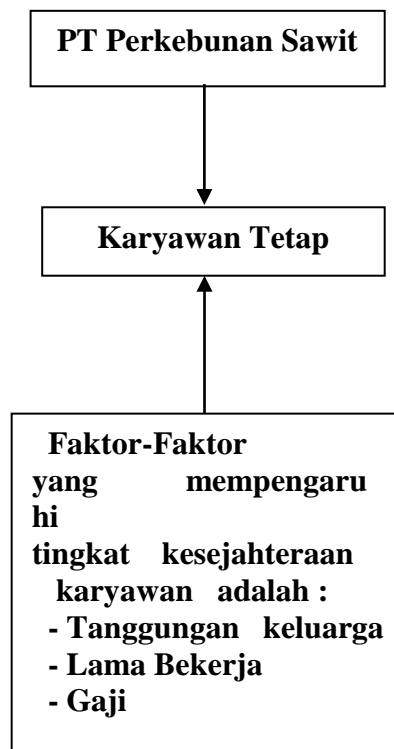 PT Perkebunan Sawit
Karyawan Tetap
Faktor-Faktor
yang mempengaru
hi
tingkat kesejahteraan
karyawan adalah :
- Tanggungan keluarga
- Lama Bekerja
- Gaji